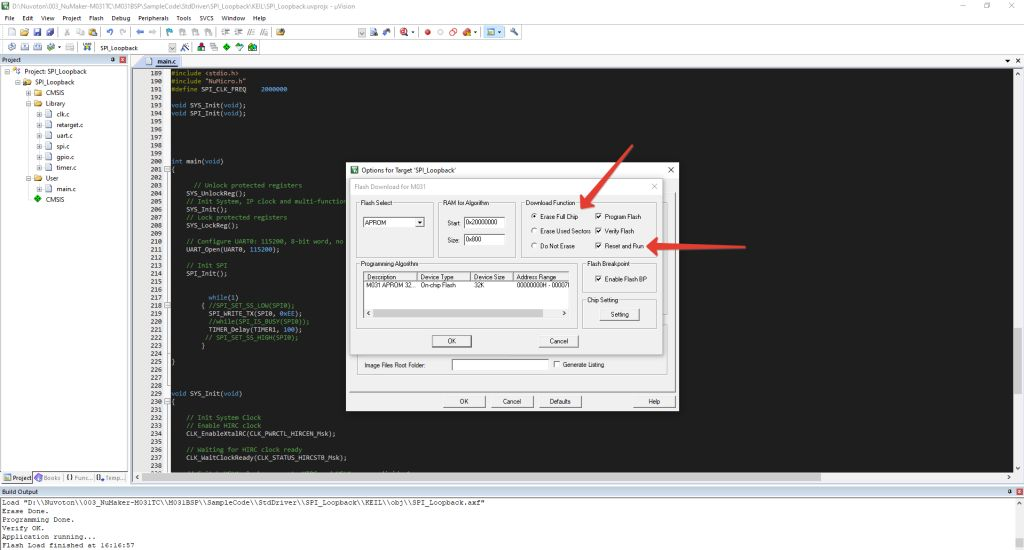 D:\Nuvoton\003_NuMaker-M031TC\M031BSP\SampleCode\StdDriver\SPI_Loopback\KEIL\SPI_Loopback.uvprojx - µVision
File Edit View Project Flash Debug Peripherals Tools SVCS Window Help
SPI_Loopback
Project
Project: SPI_Loopback
SPI_Loopback
CMSIS
Library
clk.c
retarget.c
uart.c
spi.c
gpio.c
timer.c
User
main.c
CMSIS
Project Books {} Func... Temp...
main.c
189 #include <stdio.h>
190 #include "NuMicro.h"
191 #define SPI_CLK_FREQ 2000000
192
193 void SYS_Init(void);
194 void SPI_Init(void);
195
196
197
198
199
200 int main(void)
201 {
202
203 // Unlock protected registers
204 SYS_UnlockReg();
205 // Init System, IP clock and multi-function
206 SYS_Init();
207 // Lock protected registers
208 SYS_LockReg();
209
210 // Configure UART0: 115200, 8-bit word, no
211 UART_Open(UART0, 115200);
212
213 // Init SPI
214 SPI_Init();
215
216
217 while(1)
218 { //SPI_SET_SS_LOW(SPI0);
219 SPI_WRITE_TX(SPI0, 0xEE);
220 //while(SPI_IS_BUSY(SPI0));
221 TIMER_Delay(TIMER1, 100);
222 // SPI_SET_SS_HIGH(SPI0);
223 }
224
225 }
226
227
228
229 void SYS_Init(void)
230 {
231
232 // Init System Clock
233 // Enable HIRC clock
234 CLK_EnableXtalRC(CLK_PWRCTL_HIRCEN_Msk);
235
236 // Waiting for HIRC clock ready
237 CLK_WaitClockReady(CLK_STATUS_HIRCSTB_Msk);
238
Options for Target 'SPI_Loopback'
Flash Download for M031
Flash Select
APROM
RAM for Algorithm
Start: 0x20000000
Size: 0x800
Download Function
Erase Full Chip Program Flash
Erase Used Sectors Verify Flash
Do Not Erase Reset and Run
Programming Algorithm
Description Device Type Device Size Address Range
M031 APROM 32... On-chip Flash 32K 00000000H - 00007
Flash Breakpoint
Enable Flash BP
Chip Setting
Setting
OK Cancel
Image Files Root Folder: Generate Listing
OK Cancel Defaults Help
Build Output
Load "D:\\Nuvoton\\003_NuMaker-M031TC\\M031BSP\\SampleCode\\StdDriver\\SPI_Loopback\\KEIL\\obj\\SPI_Loopback.axf"
Erase Done.
Programming Done.
Verify OK.
Application running...
Flash Load finished at 16:16:57